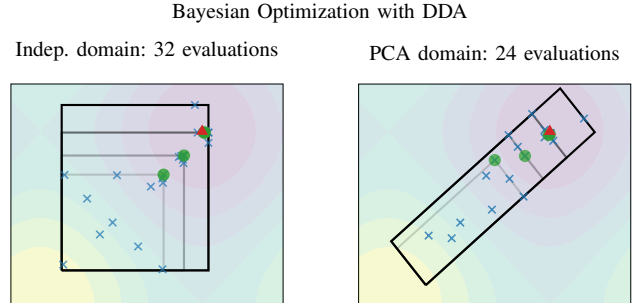 Bayesian Optimization with DDA
Indep. domain: 32 evaluations
PCA domain: 24 evaluations